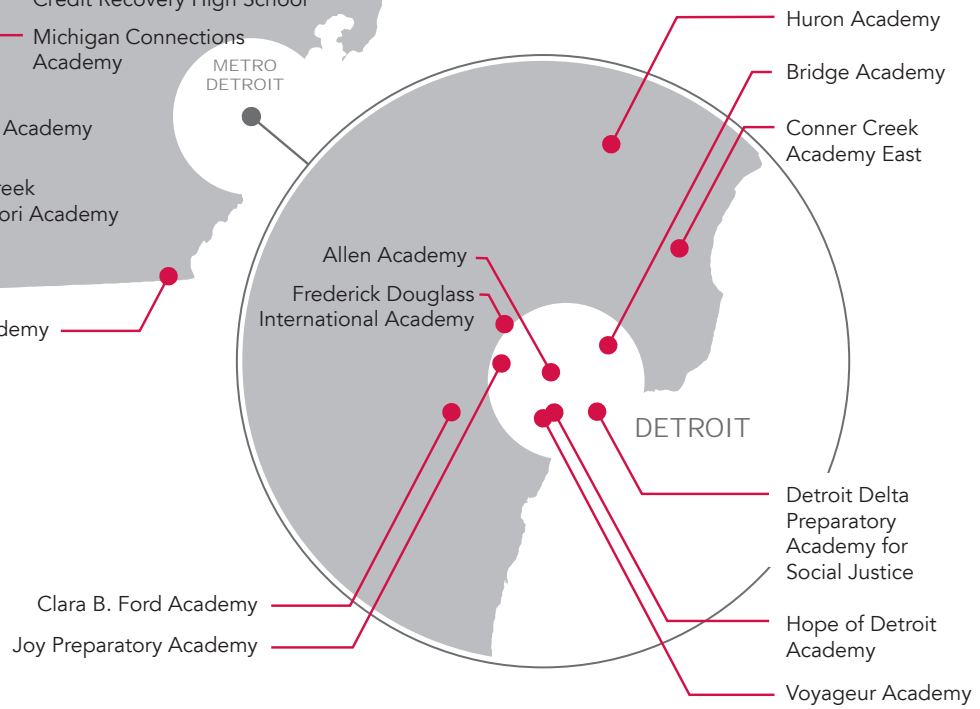 Credit Recovery High School
Michigan Connections
Academy
METRO
DETROIT
Academy
ori Academy
Huron Academy
Bridge Academy
Conner Creek
Academy East
Allen Academy
Frederick Douglass
International Academy
DETROIT
Detroit Delta
Preparatory
Academy for
Social Justice
Clara B. Ford Academy
Joy Preparatory Academy
Hope of Detroit
Academy
Voyageur Academy